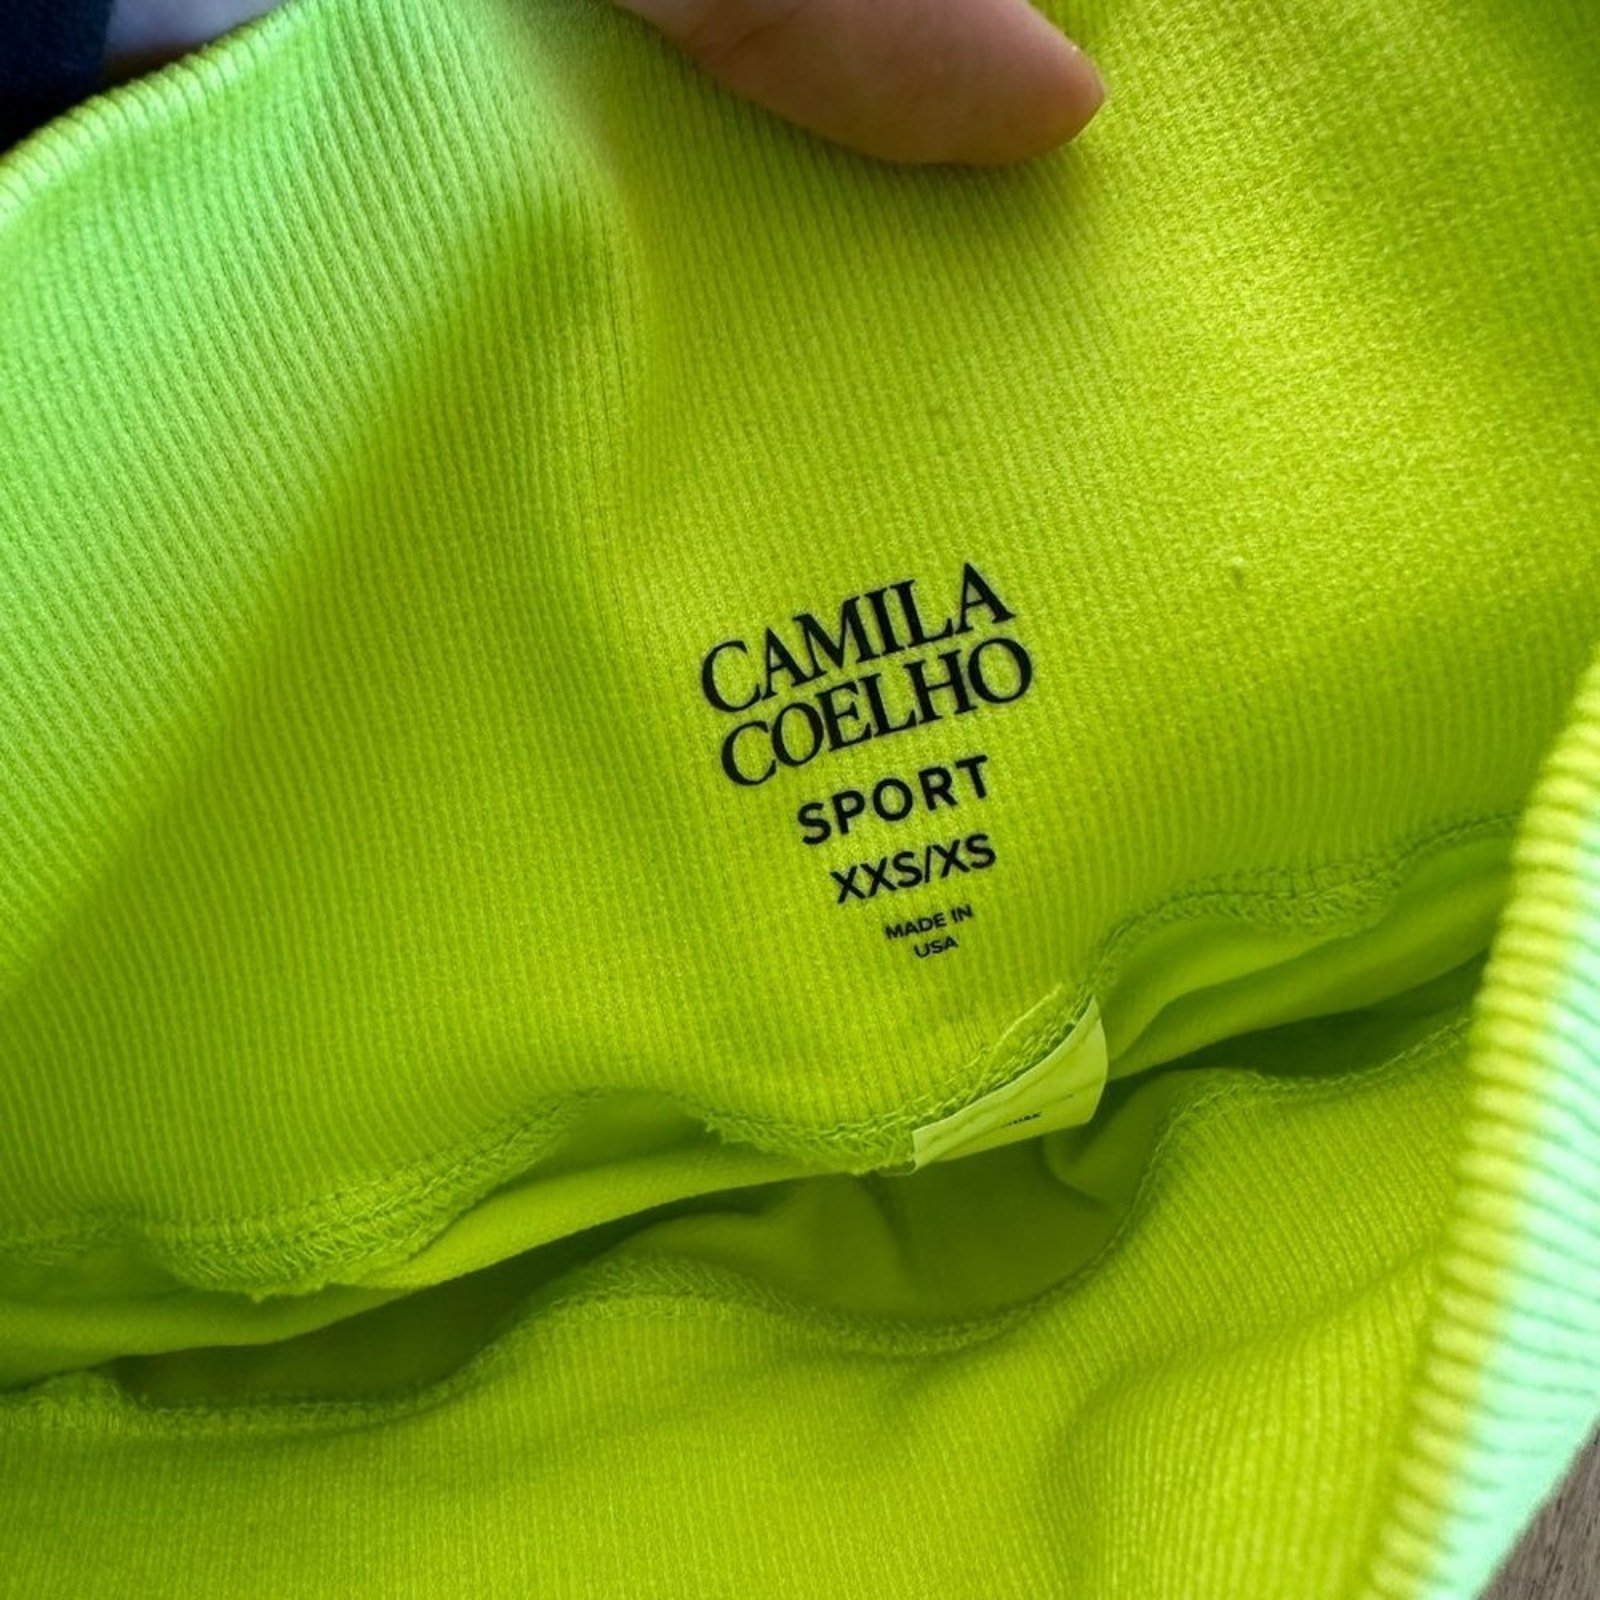 CAMILA
COELHO
SPORT
XXS/XS
MADE IN
USA